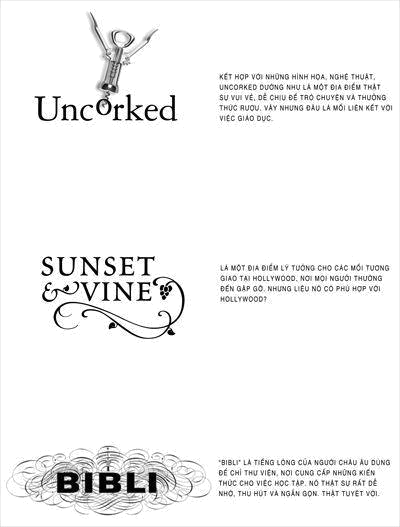 Uncorked
KẾT HỢP VỚI NHỮNG HÌNH HỌA, NGHỆ THUẬT,
UNCORKED DƯỜNG NHƯ LÀ MỘT ĐỊA ĐIỂM THẬT
SỰ VUI VẺ, DỄ CHỊU ĐỂ TRÒ CHUYỆN VÀ THƯỞNG
THỨC RƯỢU, VẬY NHƯNG ĐÂU LÀ MỐI LIÊN KẾT VỚI
VIỆC GIÁO DỤC.
SUNSET
& VINE
LÀ MỘT ĐỊA ĐIỂM LÝ TƯỞNG CHO CÁC MỐI TƯƠNG
GIAO TẠI HOLLYWOOD, NƠI MỌI NGƯỜI THƯỜNG
ĐẾN GẶP GỠ. NHƯNG LIỆU NÓ CÓ PHÙ HỢP VỚI
HOLLYWOOD?
BIBLI
"BIBLI" LÀ TIẾNG LÓNG CỦA NGƯỜI CHÂU ÂU DÙNG
ĐỂ CHỈ THƯ VIỆN, NƠI CUNG CẤP NHỮNG KIẾN
THỨC CHO VIỆC HỌC TẬP. NÓ THẬT SỰ RẤT DỄ
NHỚ, THU HÚT VÀ NGẮN GỌN. THẬT TUYỆT VỜI.